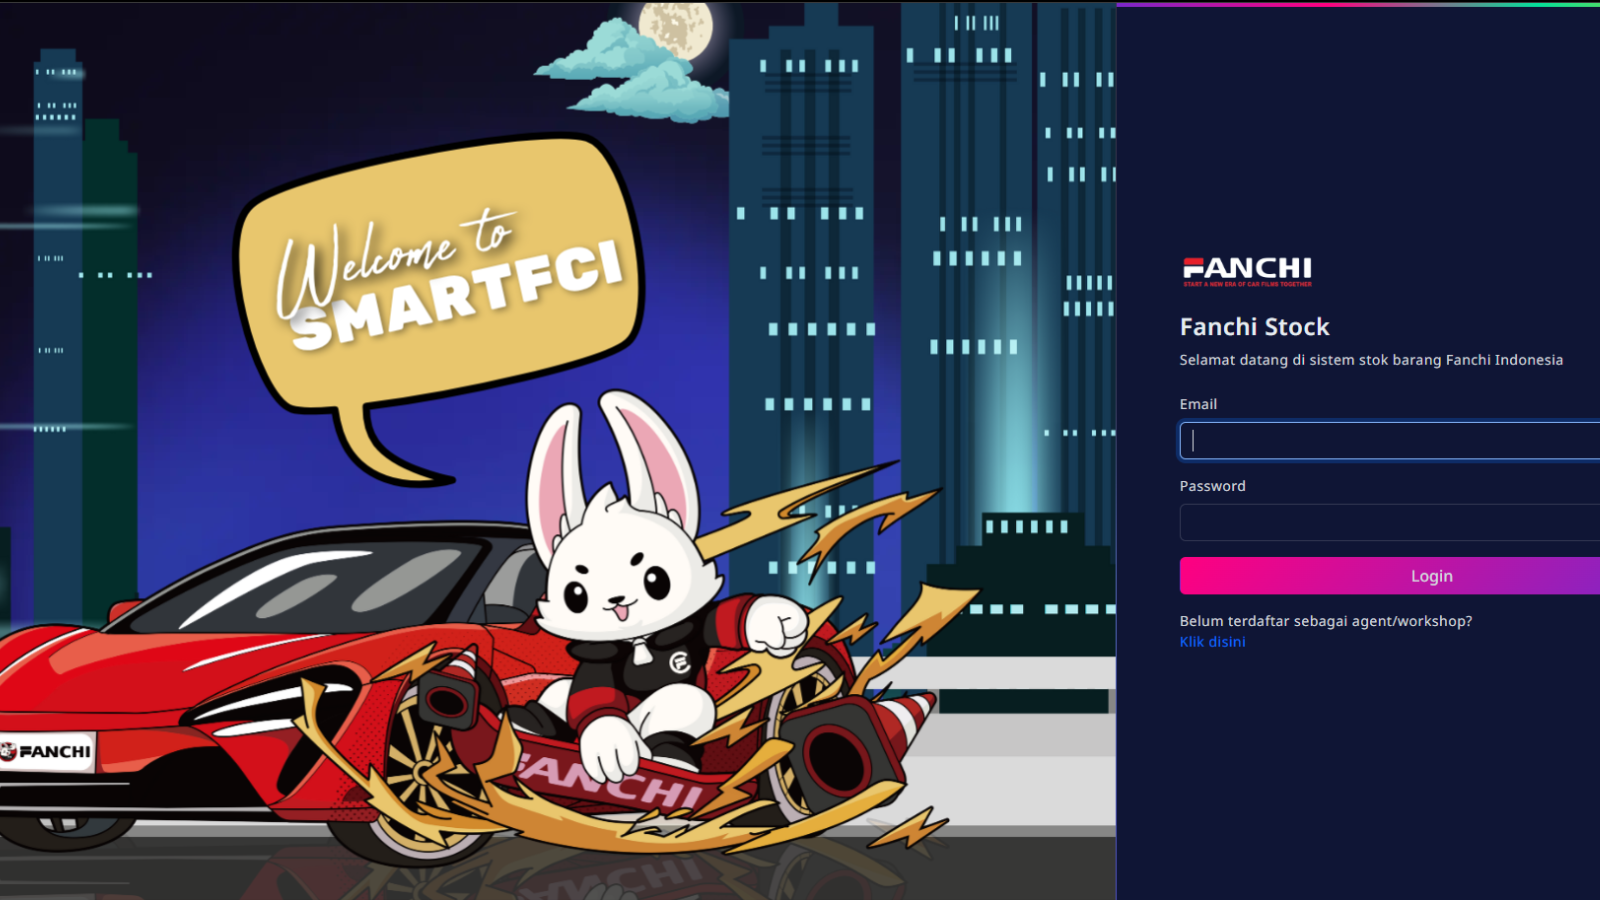 Welcome to
SMARTFCI
FANCHI
FANCHI
FANCHI
FANCHI
START A NEW ERA OF CAR FILMS TOGETHER
Fanchi Stock
Selamat datang di sistem stok barang Fanchi Indonesia
Email
Password
Login
Belum terdaftar sebagai agent/workshop?
Klik disini